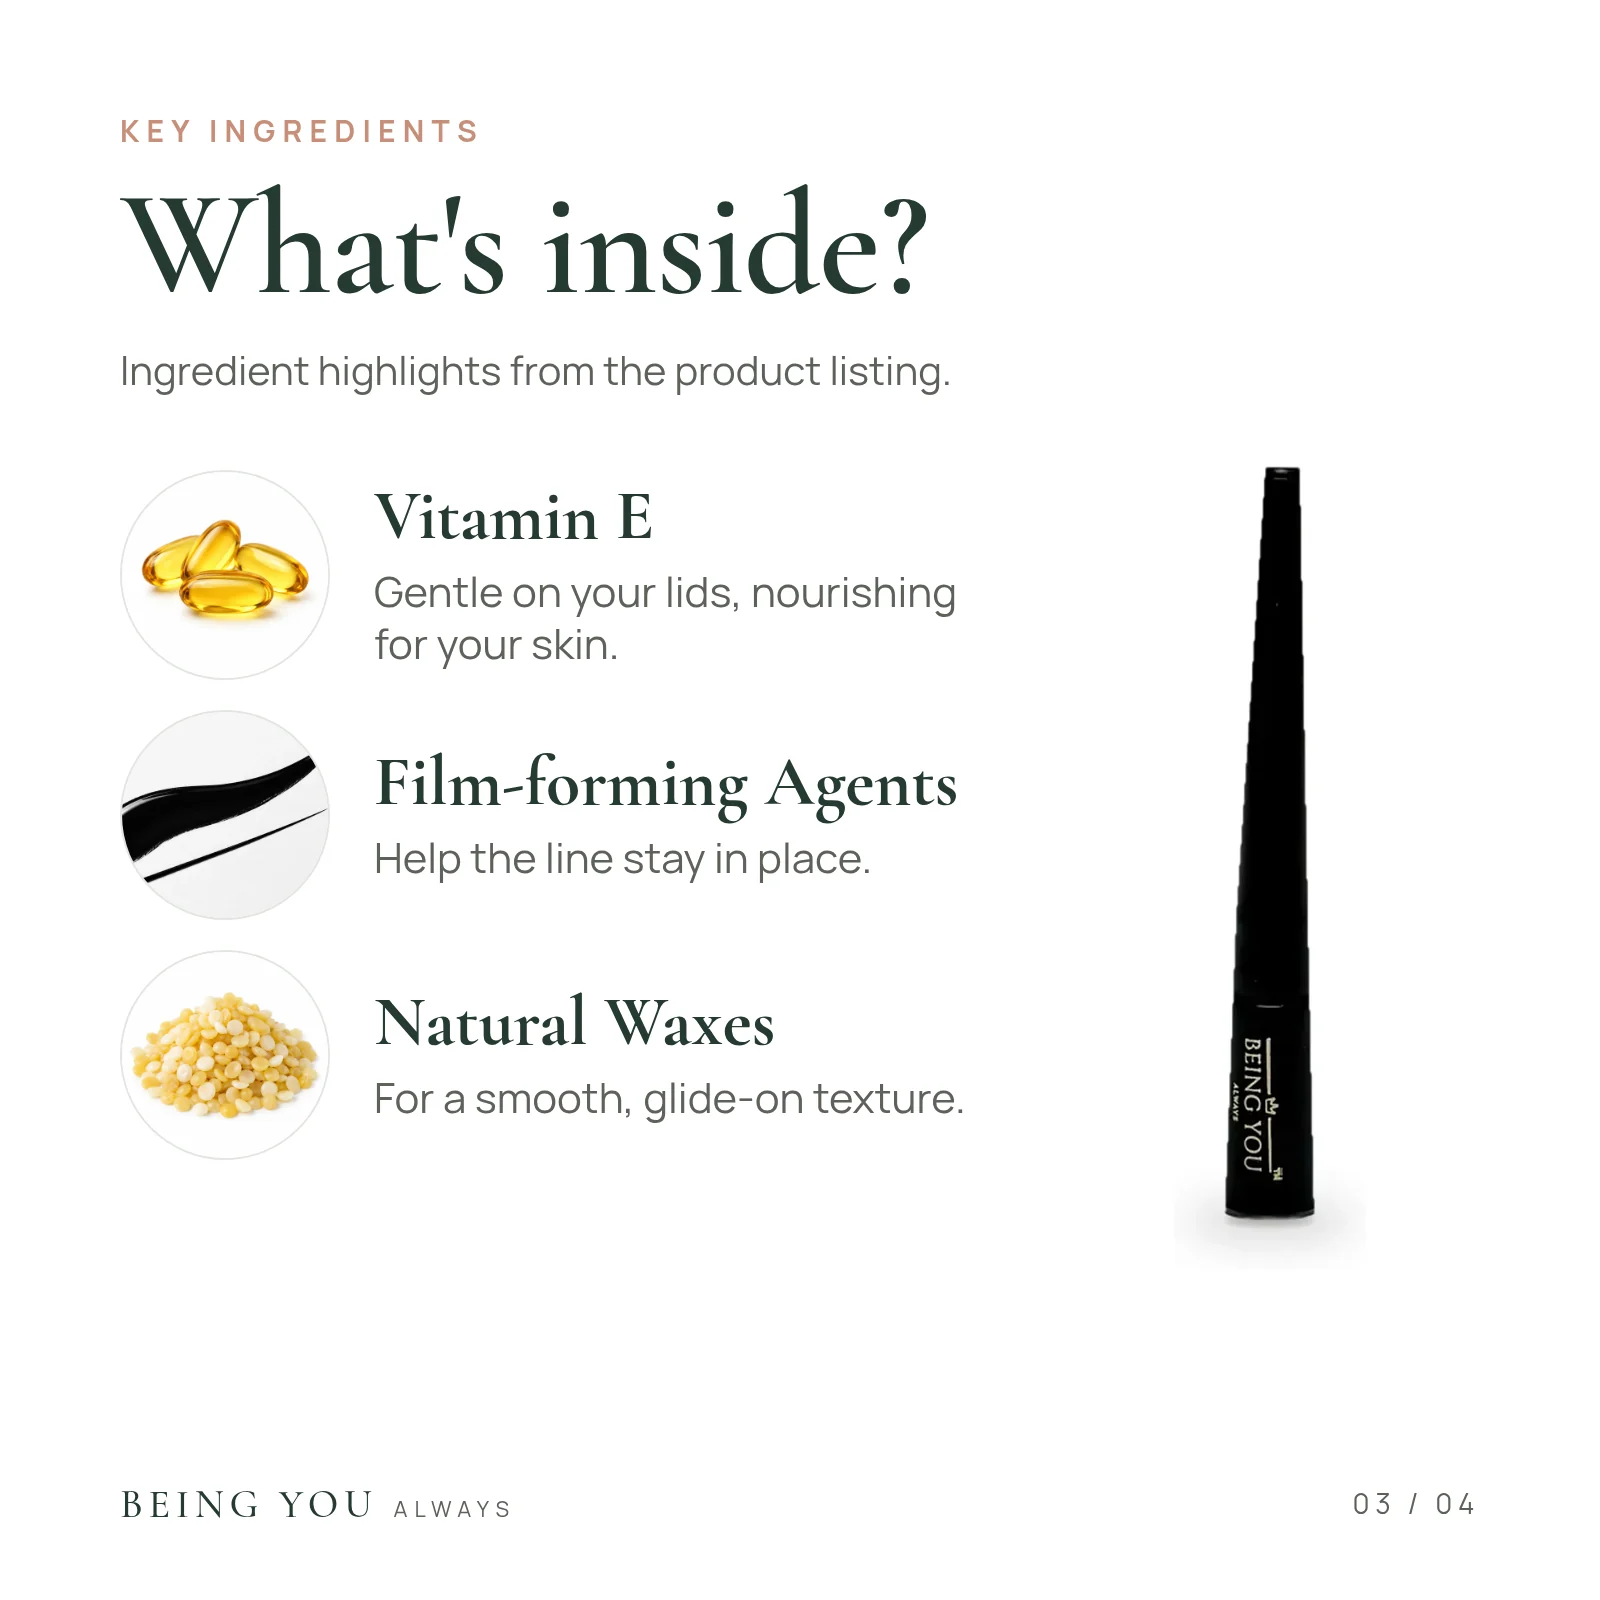 KEY INGREDIENTS
What's inside?
Ingredient highlights from the product listing.
Vitamin E
Gentle on your lids, nourishing
for your skin.
Film-forming Agents
Help the line stay in place.
Natural Waxes
For a smooth, glide-on texture.
BEING YOU
ALWAYS
TM
BEING YOU ALWAYS
03 / 04